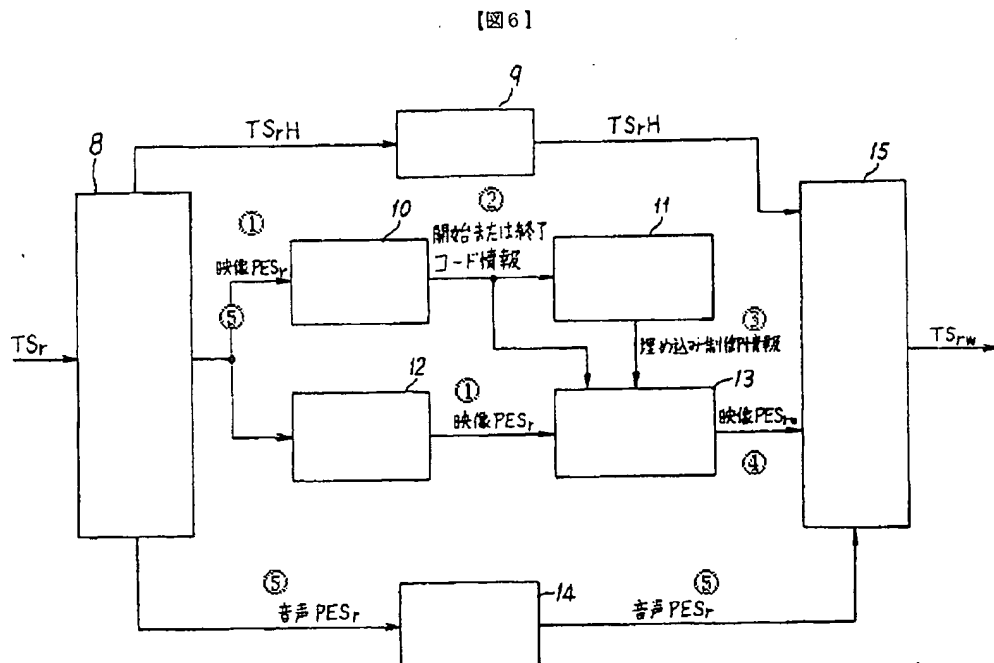 【図6】
9
TSrH
TSrH
8
15
①
10
②
開始または終了
コード情報
11
映像PESr
⑤
③
埋め込み制御情報
TSr
TSrw
12
①
映像PESr
13
映像PESrw
④
⑤
音声PESr
14
⑤
音声PESr